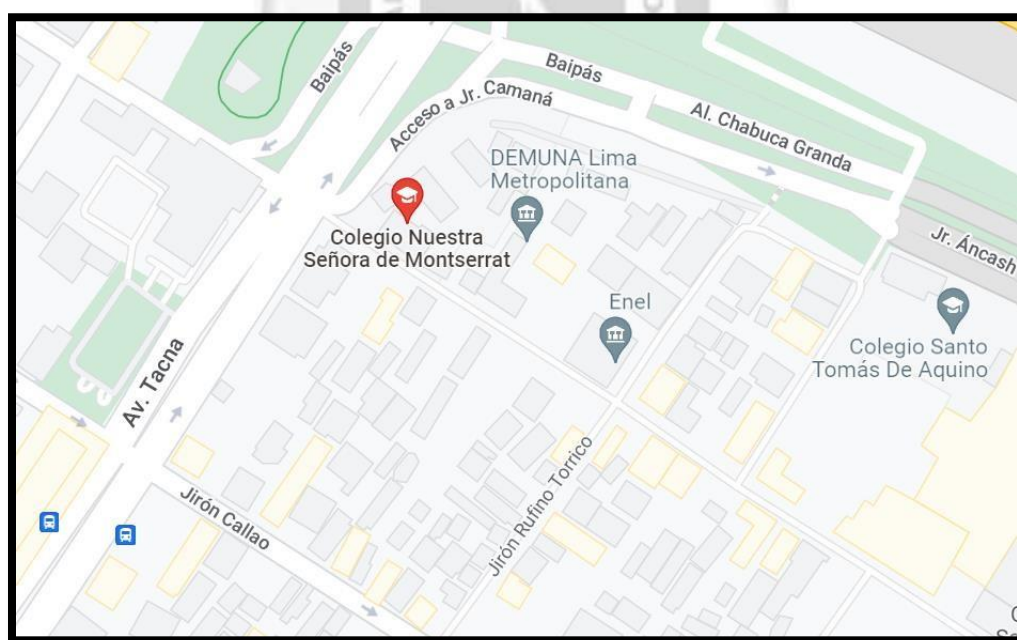 Baipás
Baipás
Acceso a Jr. Camaná
Al. Chabuca Granda
DEMUNA Lima
Metropolitana
Colegio Nuestra
Señora de Montserrat
Jr. Áncash
Enel
Colegio Santo
Tomás De Aquino
Av. Tacna
Jirón Rufino Torrico
Jirón Callao